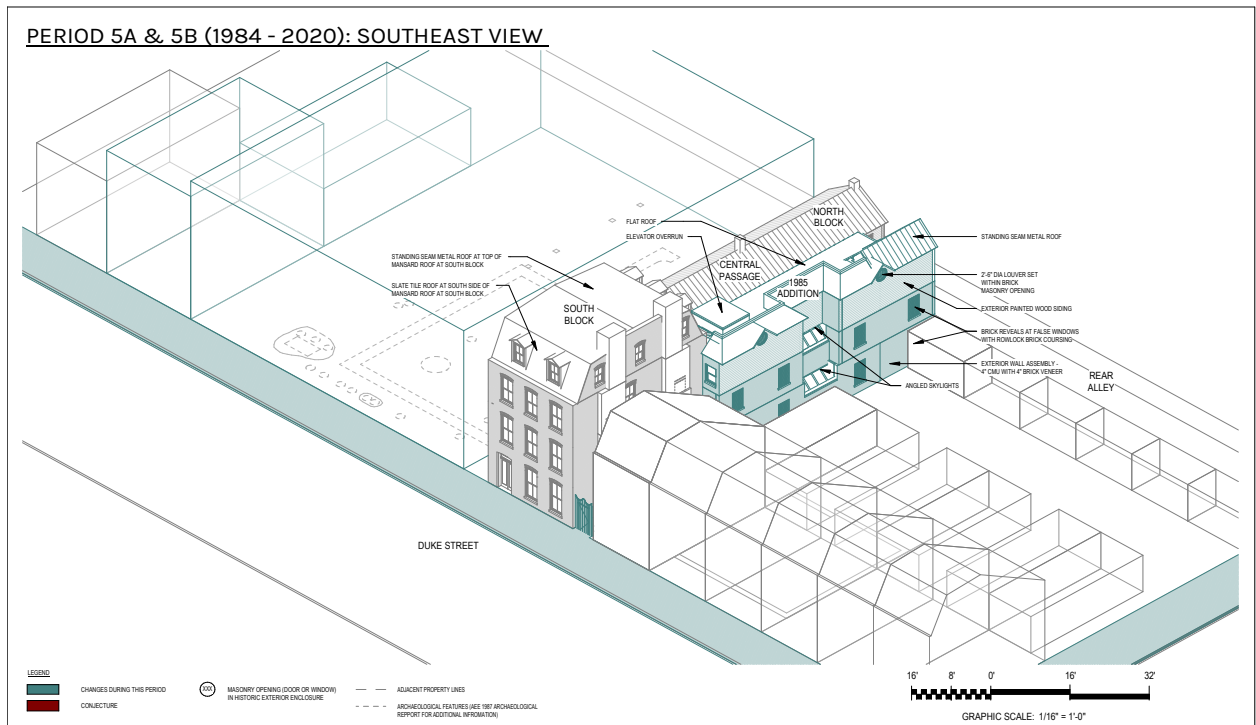 PERIOD 5A & 5B (1984 - 2020): SOUTHEAST VIEW
NORTH
BLOCK
FLAT ROOF
ELEVATOR OVERRUN
STANDING SEAM METAL ROOF
STANDING SEAM METAL ROOF AT TOP OF
MANSARD ROOF AT SOUTH BLOCK
CENTRAL
PASSAGE
2'-6" DIA LOUVER SET
WITHIN BRICK
MASONRY OPENING
1985
ADDITION
SLATE TILE ROOF AT SOUTH SIDE OF
MANSARD ROOF AT SOUTH BLOCK
SOUTH
BLOCK
EXTERIOR PAINTED WOOD SIDING
BRICK REVEALS AT FALSE WINDOWS
WITH ROWLOCK BRICK COURSING
EXTERIOR WALL ASSEMBLY -
4" CMU WITH 4" BRICK VENEER
REAR
ALLEY
ANGLED SKYLIGHTS
DUKE STREET
LEGEND
CHANGES DURING THIS PERIOD
CONJECTURE
XXX
MASONRY OPENING (DOOR OR WINDOW)
IN HISTORIC EXTERIOR ENCLOSURE
ADJACENT PROPERTY LINES
ARCHAEOLOGICAL FEATURES (AEE 1987 ARCHAEOLOGICAL
REPPORT FOR ADDITIONAL INFROMATION)
16' 8' 0' 16' 32'
GRAPHIC SCALE: 1/16" = 1'-0"